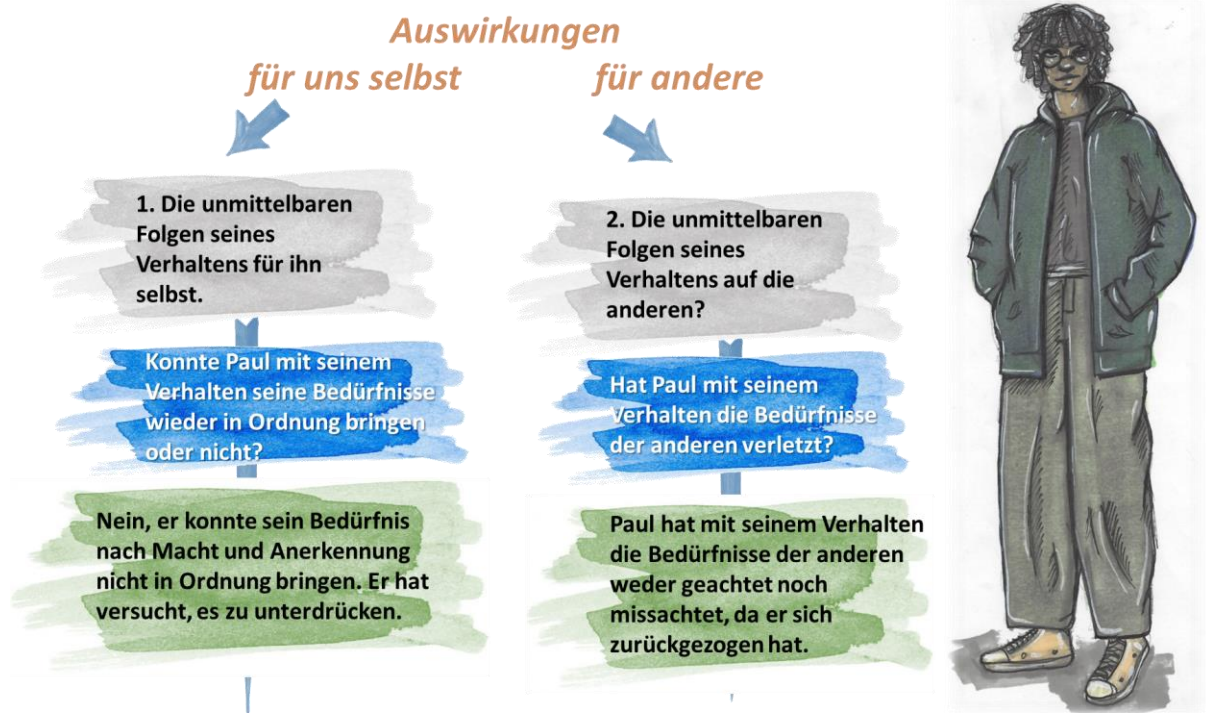 Auswirkungen
für uns selbst
für andere
1. Die unmittelbaren
Folgen seines
Verhaltens für ihn
selbst.
Konnte Paul mit seinem
Verhalten seine Bedürfnisse
wieder in Ordnung bringen
oder nicht?
Nein, er konnte sein Bedürfnis
nach Macht und Anerkennung
nicht in Ordnung bringen. Er hat
versucht, es zu unterdrücken.
2. Die unmittelbaren
Folgen seines
Verhaltens auf die
anderen?
Hat Paul mit seinem
Verhalten die Bedürfnisse
der anderen verletzt?
Paul hat mit seinem Verhalten
die Bedürfnisse der anderen
weder geachtet noch
missachtet, da er sich
zurückgezogen hat.